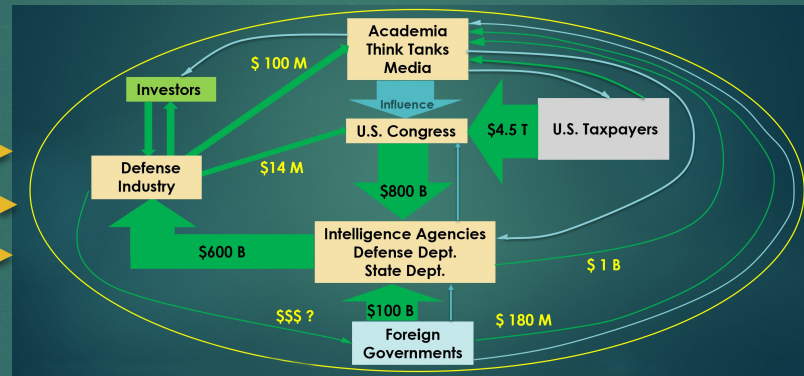 Academia
Think Tanks
Media
$ 100 M
Investors
Influence
U.S. Congress
$4.5 T
U.S. Taxpayers
Defense
Industry
$14 M
$800 B
Intelligence Agencies
Defense Dept.
State Dept.
$600 B
$ 1 B
$$$ ?
$100 B
$ 180 M
Foreign
Governments